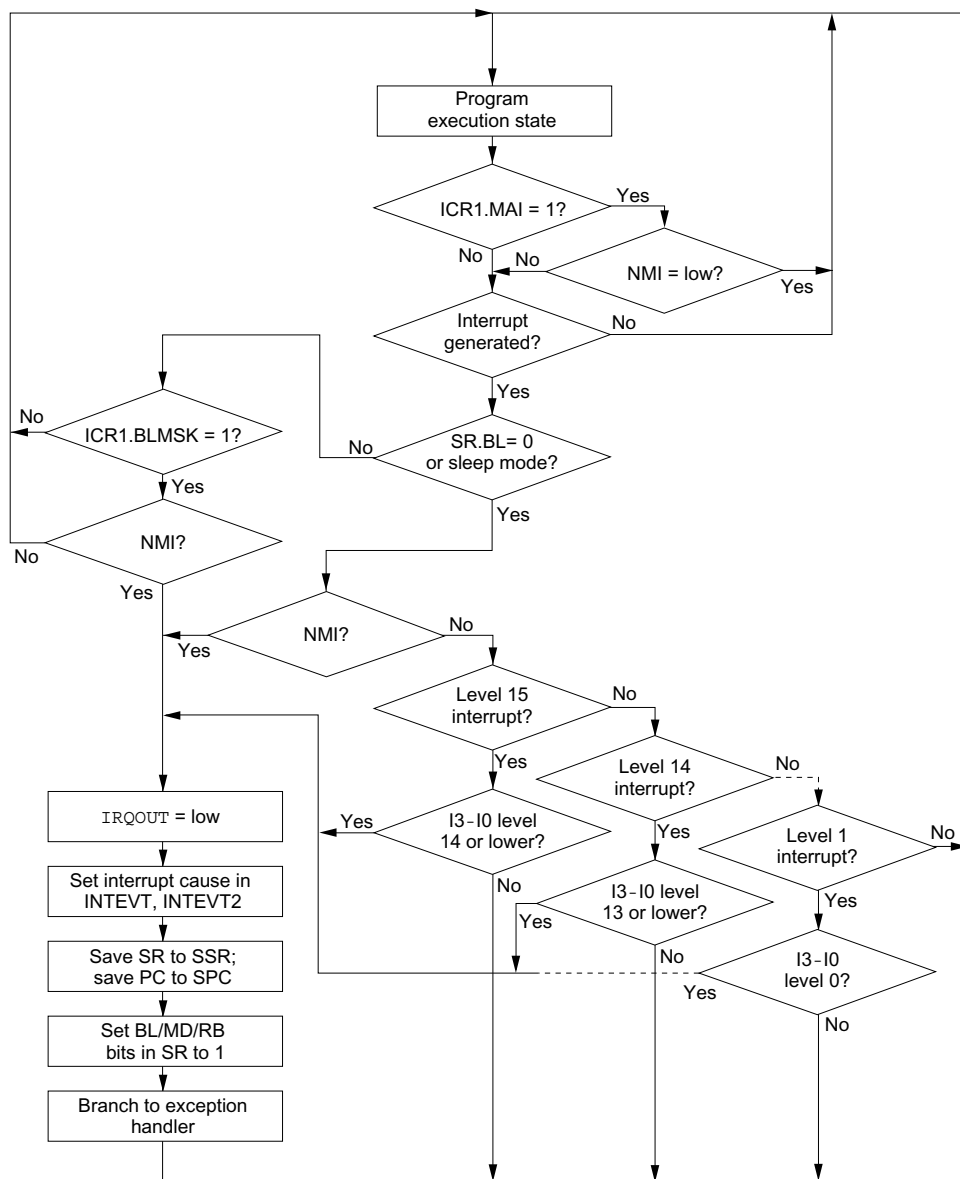 Program
execution state
ICR1.MAI = 1?
Yes
No
NMI = low?
No
Yes
Interrupt
generated?
No
Yes
SR.BL= 0
or sleep mode?
No
Yes
ICR1.BLMSK = 1?
No
Yes
NMI?
No
Yes
NMI?
Yes
No
Level 15
interrupt?
No
Yes
Level 14
interrupt?
No
Yes
Level 1
interrupt?
No
Yes
I3-I0 level
14 or lower?
Yes
No
I3-I0 level
13 or lower?
Yes
No
I3-I0
level 0?
Yes
No
IRQOUT = low
Set interrupt cause in
INTEVT, INTEVT2
Save SR to SSR;
save PC to SPC
Set BL/MD/RB
bits in SR to 1
Branch to exception
handler